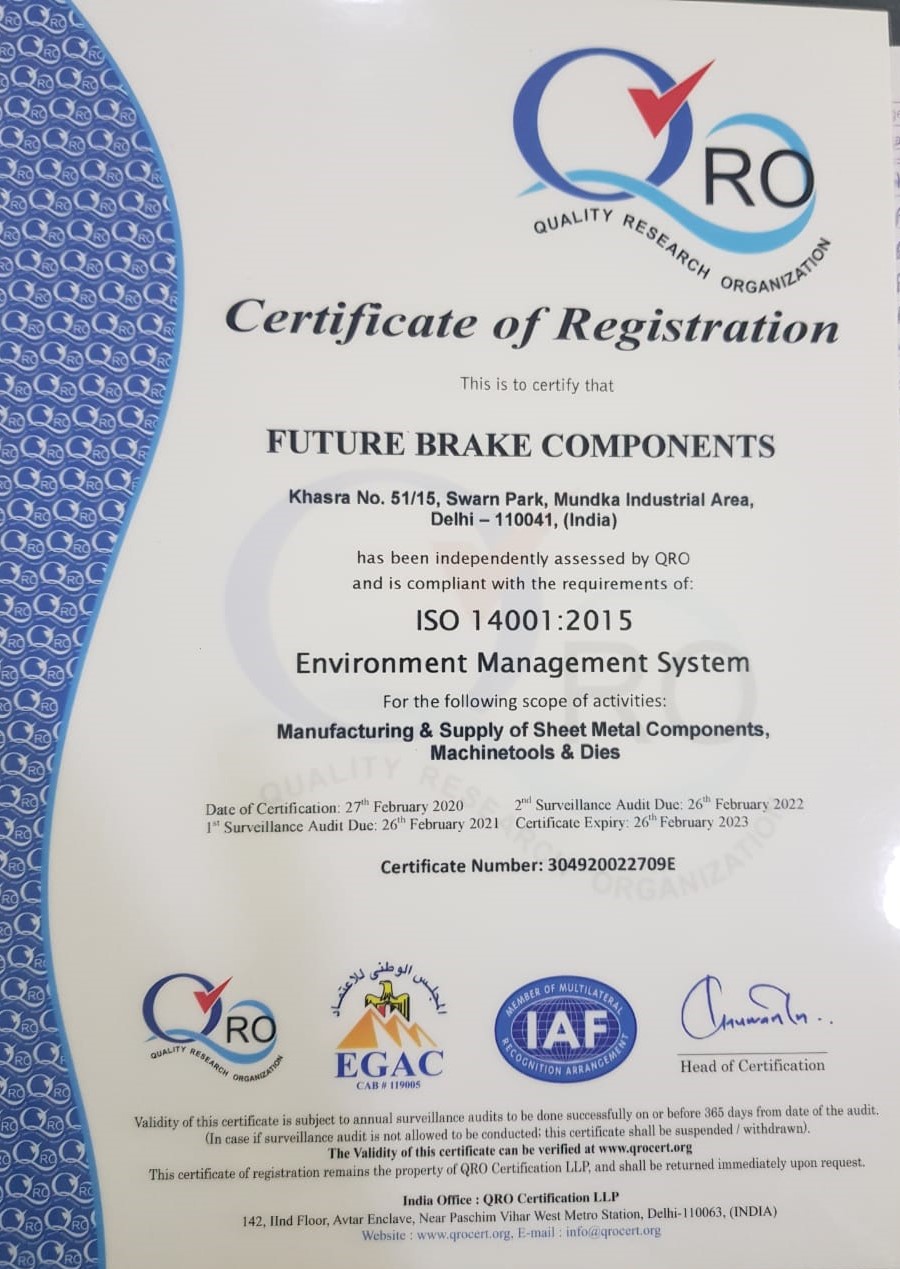 QRO
QUALITY RESEARCH ORGANIZATION
Certificate of Registration
This is to certify that
FUTURE BRAKE COMPONENTS
Khasra No. 51/15, Swarn Park, Mundka Industrial Area,
Delhi – 110041, (India)
has been independently assessed by QRO
and is compliant with the requirements of:
ISO 14001:2015
Environment Management System
For the following scope of activities:
Manufacturing & Supply of Sheet Metal Components,
Machinetools & Dies
Date of Certification: 27th February 2020 2nd Surveillance Audit Due: 26th February 2022
1st Surveillance Audit Due: 26th February 2021 Certificate Expiry: 26th February 2023
Certificate Number: 304920022709E
QRO
QUALITY RESEARCH ORGANIZATION
المجلس الوطني للاعتماد
EGAC
CAB # 119005
MEMBER OF MULTILATERAL
IAF
RECOGNITION ARRANGEMENT
Head of Certification
Validity of this certificate is subject to annual surveillance audits to be done successfully on or before 365 days from date of the audit.
(In case if surveillance audit is not allowed to be conducted; this certificate shall be suspended / withdrawn).
The Validity of this certificate can be verified at www.qrocert.org
This certificate of registration remains the property of QRO Certification LLP, and shall be returned immediately upon request.
India Office : QRO Certification LLP
142, IInd Floor, Avtar Enclave, Near Paschim Vihar West Metro Station, Delhi-110063, (INDIA)
Website : www.qrocert.org, E-mail : info@qrocert.org